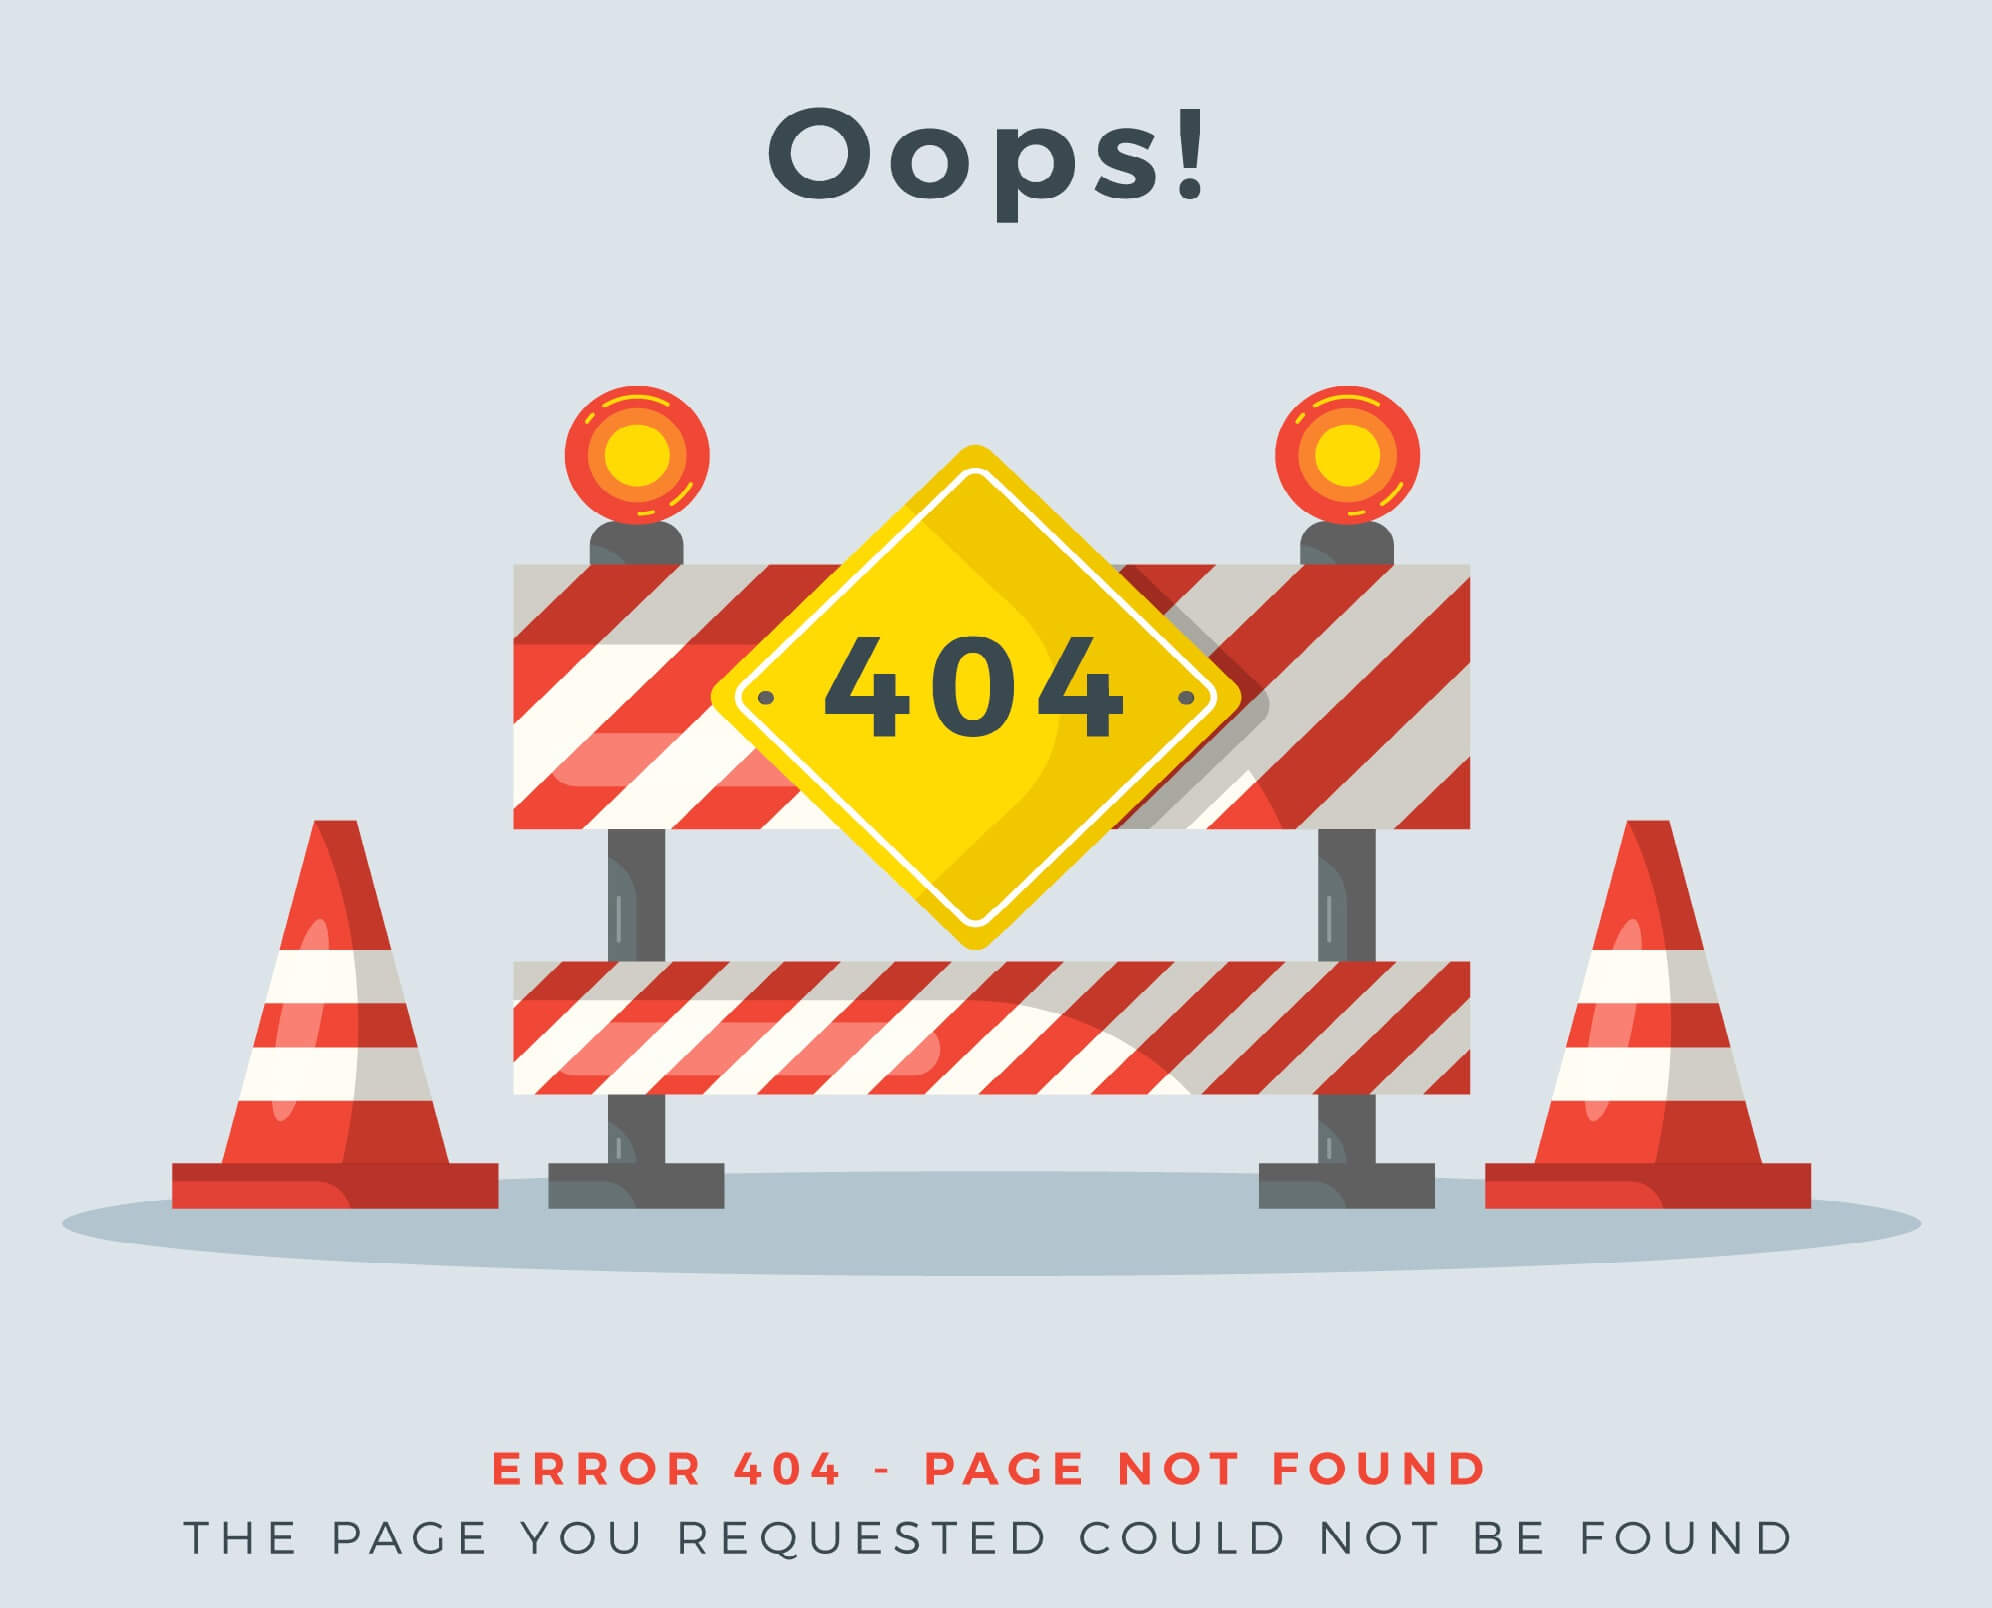 Oops!
404
ERROR 404 - PAGE NOT FOUND
THE PAGE YOU REQUESTED COULD NOT BE FOUND